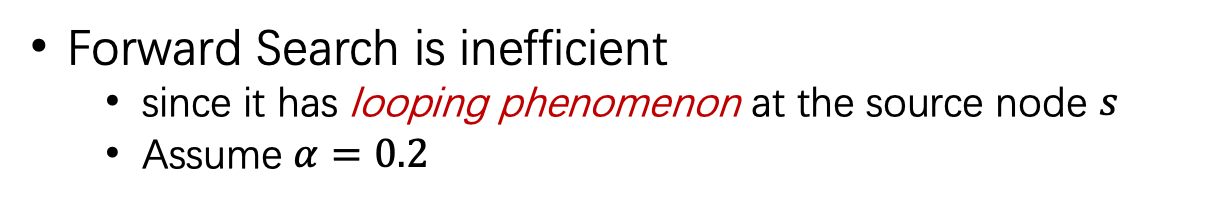 • Forward Search is inefficient
• since it has looping phenomenon at the source node 𝒔
• Assume 𝜶 = 𝟎.𝟐